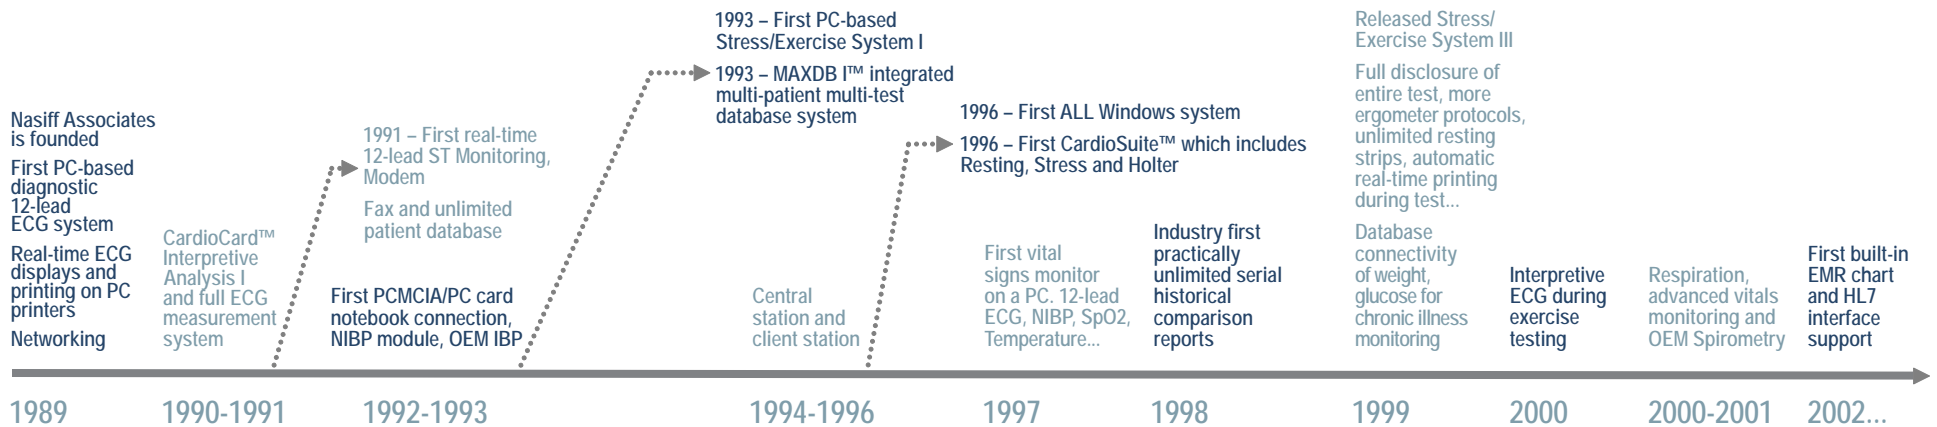 Nasiff Associates
is founded
First PC-based
diagnostic
12-lead
ECG system
Real-time ECG
displays and
printing on PC
printers
Networking
CardioCard™
Interpretive
Analysis I
and full ECG
measurement
system
1991 – First real-time
12-lead ST Monitoring,
Modem
Fax and unlimited
patient database
First PCMCIA/PC card
notebook connection,
NIBP module, OEM IBP
1993 – First PC-based
Stress/Exercise System I
1993 – MAXDB I™ integrated
multi-patient multi-test
database system
Central
station and
client station
1996 – First ALL Windows system
1996 – First CardioSuite™ which includes
Resting, Stress and Holter
First vital
signs monitor
on a PC. 12-lead
ECG, NIBP, SpO2,
Temperature...
Industry first
practically
unlimited serial
historical
comparison
reports
Released Stress/
Exercise System III
Full disclosure of
entire test, more
ergometer protocols,
unlimited resting
strips, automatic
real-time printing
during test...
Database
connectivity
of weight,
glucose for
chronic illness
monitoring
Interpretive
ECG during
exercise
testing
Respiration,
advanced vitals
monitoring and
OEM Spirometry
First built-in
EMR chart
and HL7
interface
support
1989
1990-1991
1992-1993
1994-1996
1997
1998
1999
2000
2000-2001
2002...